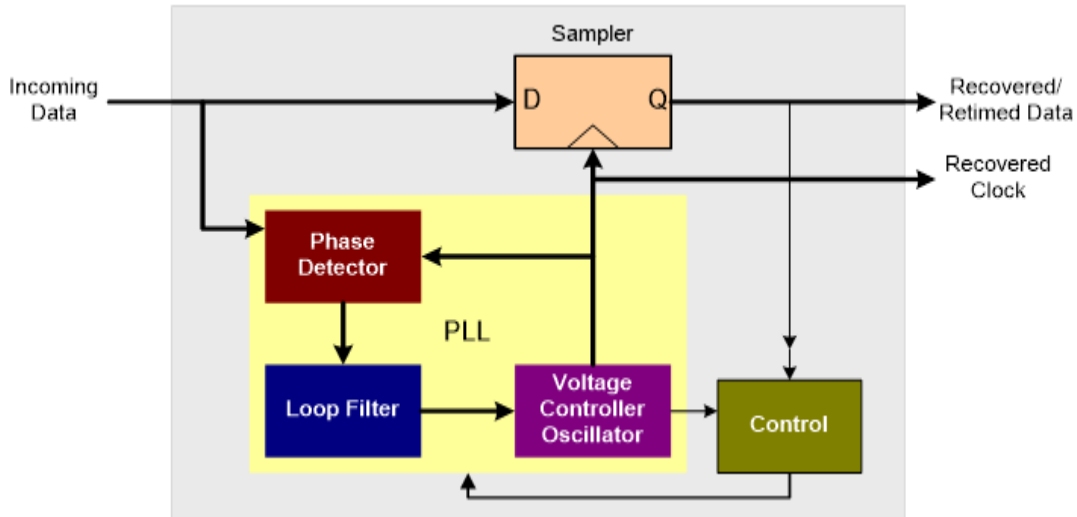 Sampler
Incoming
Data
D
Q
Recovered/
Retimed Data
Recovered
Clock
Phase
Detector
PLL
Loop Filter
Voltage
Controller
Oscillator
Control